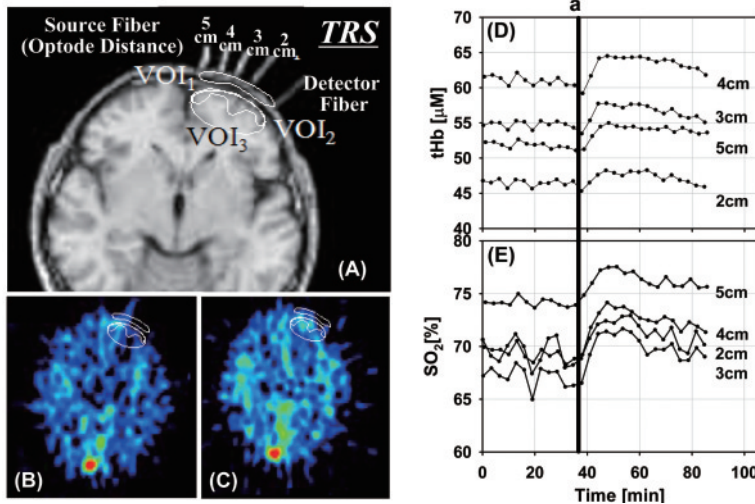 Source Fiber
(Optode Distance)
5
cm
4
cm
3
cm
2
cm
TRS
Detector
Fiber
VOI1
VOI2
VOI3
(A)
(B)
(C)
a
(D)
tHb [μM]
70
65
60
55
50
45
40
4cm
3cm
5cm
2cm
(E)
SO2[%]
80
75
70
65
60
5cm
4cm
2cm
3cm
0 20 40 60 80 100
Time [min]